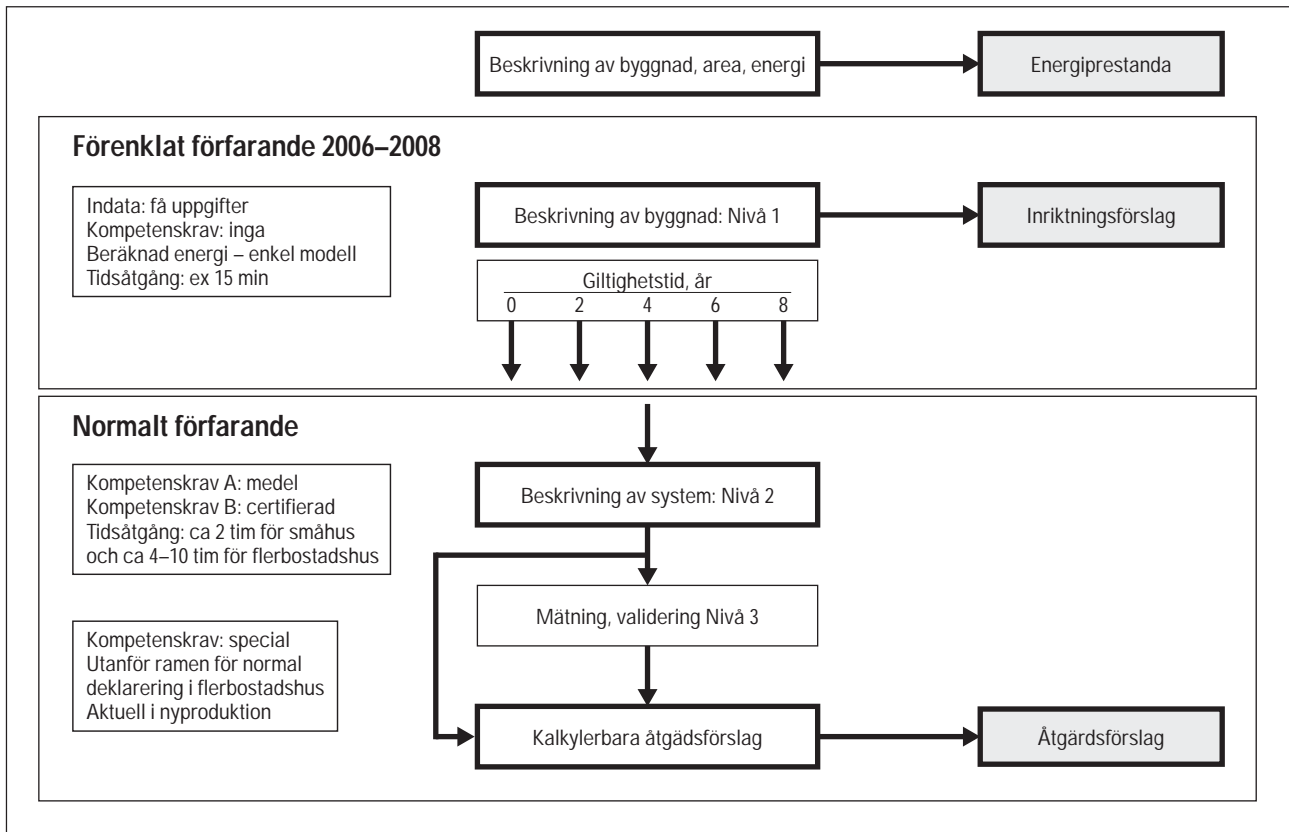 Beskrivning av byggnad, area, energi
Energiprestanda
Förenklat förfarande 2006–2008
Indata: få uppgifter
Kompetenskrav: inga
Beräknad energi – enkel modell
Tidsåtgång: ex 15 min
Beskrivning av byggnad: Nivå 1
Inriktningsförslag
Giltighetstid, år
0 2 4 6 8
Normalt förfarande
Kompetenskrav A: medel
Kompetenskrav B: certifierad
Tidsåtgång: ca 2 tim för småhus
och ca 4–10 tim för flerbostadshus
Beskrivning av system: Nivå 2
Mätning, validering Nivå 3
Kompetenskrav: special
Utanför ramen för normal
deklarering i flerbostadshus
Aktuell i nyproduktion
Kalkylerbara åtgädsförslag
Åtgärdsförslag